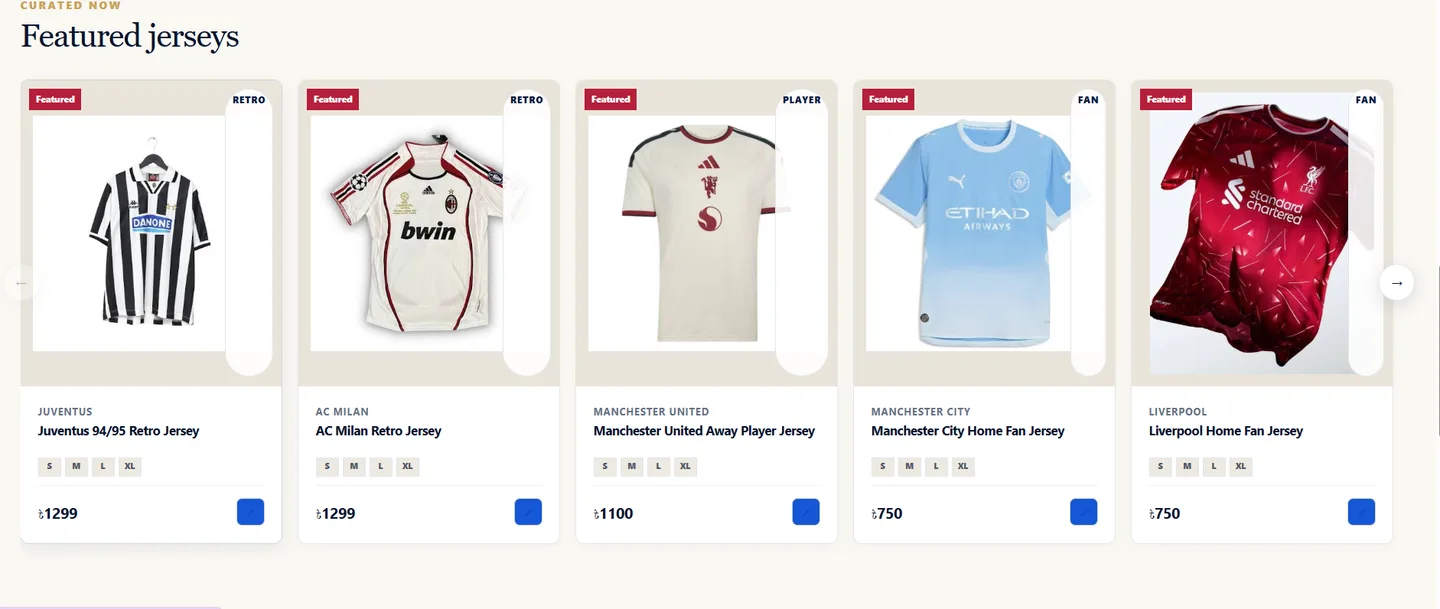 CURATED NOW
Featured jerseys
Featured
RETRO
DANONE
JUVENTUS
Juventus 94/95 Retro Jersey
S M L XL
৳1299
Featured
RETRO
bwin
AC MILAN
AC Milan Retro Jersey
S M L XL
৳1299
Featured
PLAYER
MANCHESTER UNITED
Manchester United Away Player Jersey
S M L XL
৳1100
Featured
FAN
ETIHAD
AIRWAYS
MANCHESTER CITY
Manchester City Home Fan Jersey
S M L XL
৳750
Featured
FAN
L.F.C.
standard
chartered
LIVERPOOL
Liverpool Home Fan Jersey
S M L XL
৳750
←
→